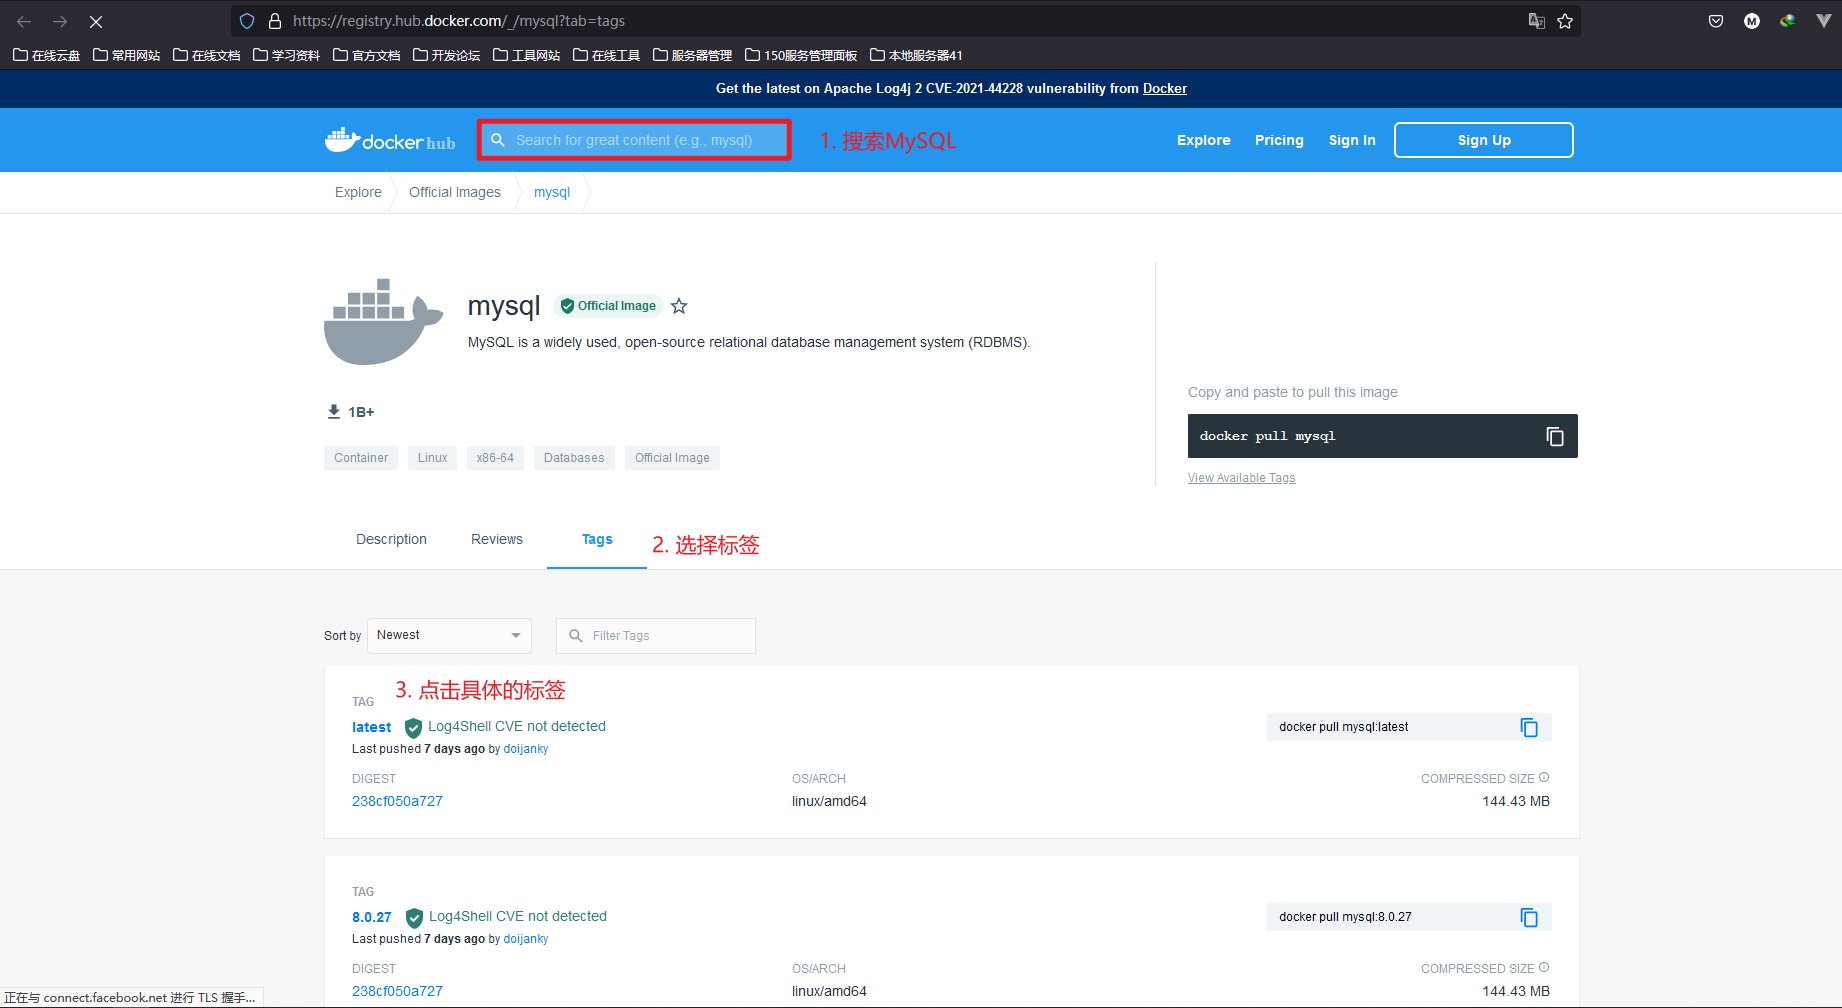 https://registry.hub.docker.com/_/mysql?tab=tags
在线云盘 常用网站 在线文档 学习资料 官方文档 开发论坛 工具网站 在线工具 服务器管理 150服务管理面板 本地服务器41
Get the latest on Apache Log4j 2 CVE-2021-44228 vulnerability from Docker
docker hub Search for great content (e.g., mysql) 1. 搜索MySQL Explore Pricing Sign In Sign Up
Explore Official Images mysql
mysql Official Image
MySQL is a widely used, open-source relational database management system (RDBMS).
Copy and paste to pull this image
1B+
docker pull mysql
Container Linux x86-64 Databases Official Image
View Available Tags
Description Reviews Tags 2. 选择标签
Sort by Newest Filter Tags
3. 点击具体的标签
TAG
latest Log4Shell CVE not detected docker pull mysql:latest
Last pushed 7 days ago by doijanky
DIGEST OS/ARCH COMPRESSED SIZE
238cf050a727 linux/amd64 144.43 MB
TAG
8.0.27 Log4Shell CVE not detected docker pull mysql:8.0.27
Last pushed 7 days ago by doijanky
DIGEST OS/ARCH COMPRESSED SIZE
238cf050a727 linux/amd64 144.43 MB
正在与 connect.facebook.net 进行 TLS 握手...